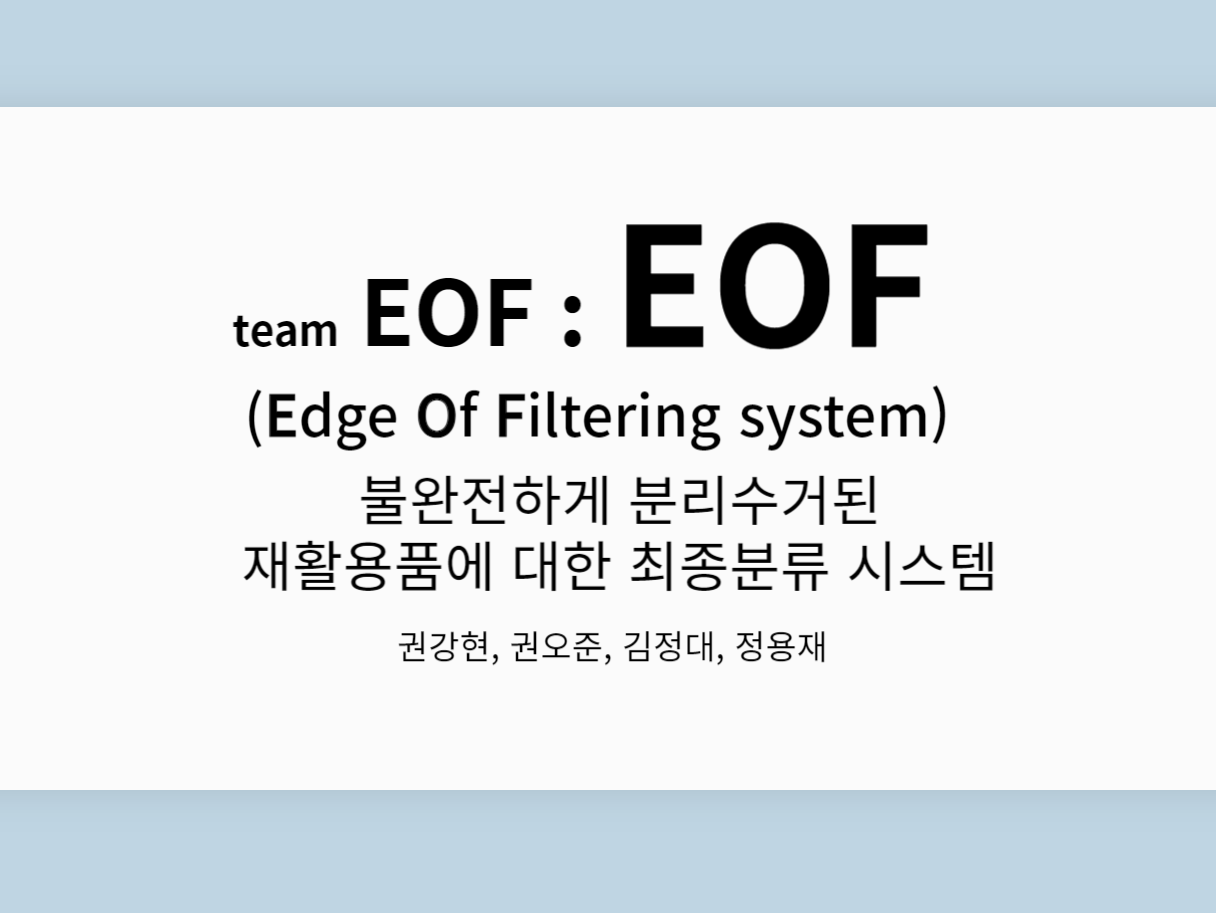 team EOF : EOF
(Edge Of Filtering system)
불완전하게 분리수거된
재활용품에 대한 최종분류 시스템
권강현, 권오준, 김정대, 정용재